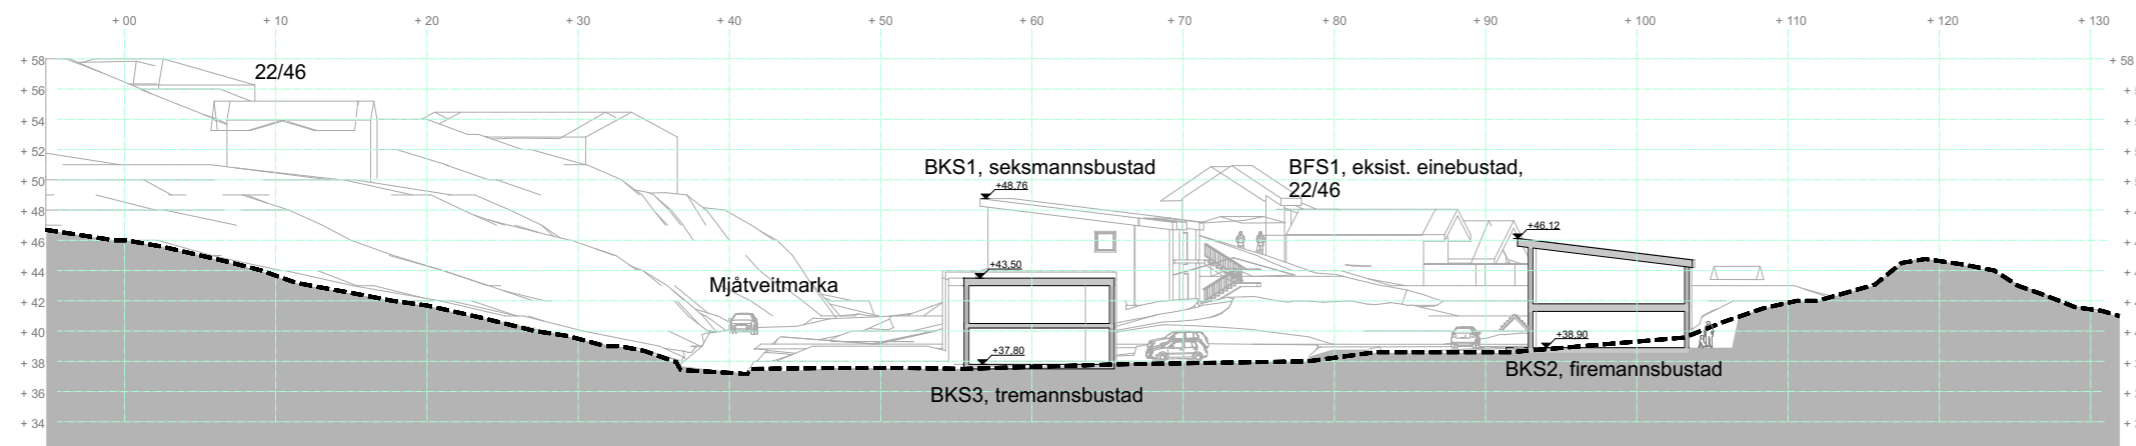 + 00 + 10 + 20 + 30 + 40 + 50 + 60 + 70 + 80 + 90 + 100 + 110 + 120 + 130
+ 58 + 58
22/46
+ 56
+ 54
+ 52
BKS1, seksmannsbustad
BFS1, eksist. einebustad,
22/46
+ 50
+48,76
+ 48
+46,12
+ 46
+ 44
+43,50
Mjåtveitmarka
+ 42
+ 40
+38,90
+ 38
+37,80
BKS2, firemannsbustad
+ 36
BKS3, tremannsbustad
+ 34